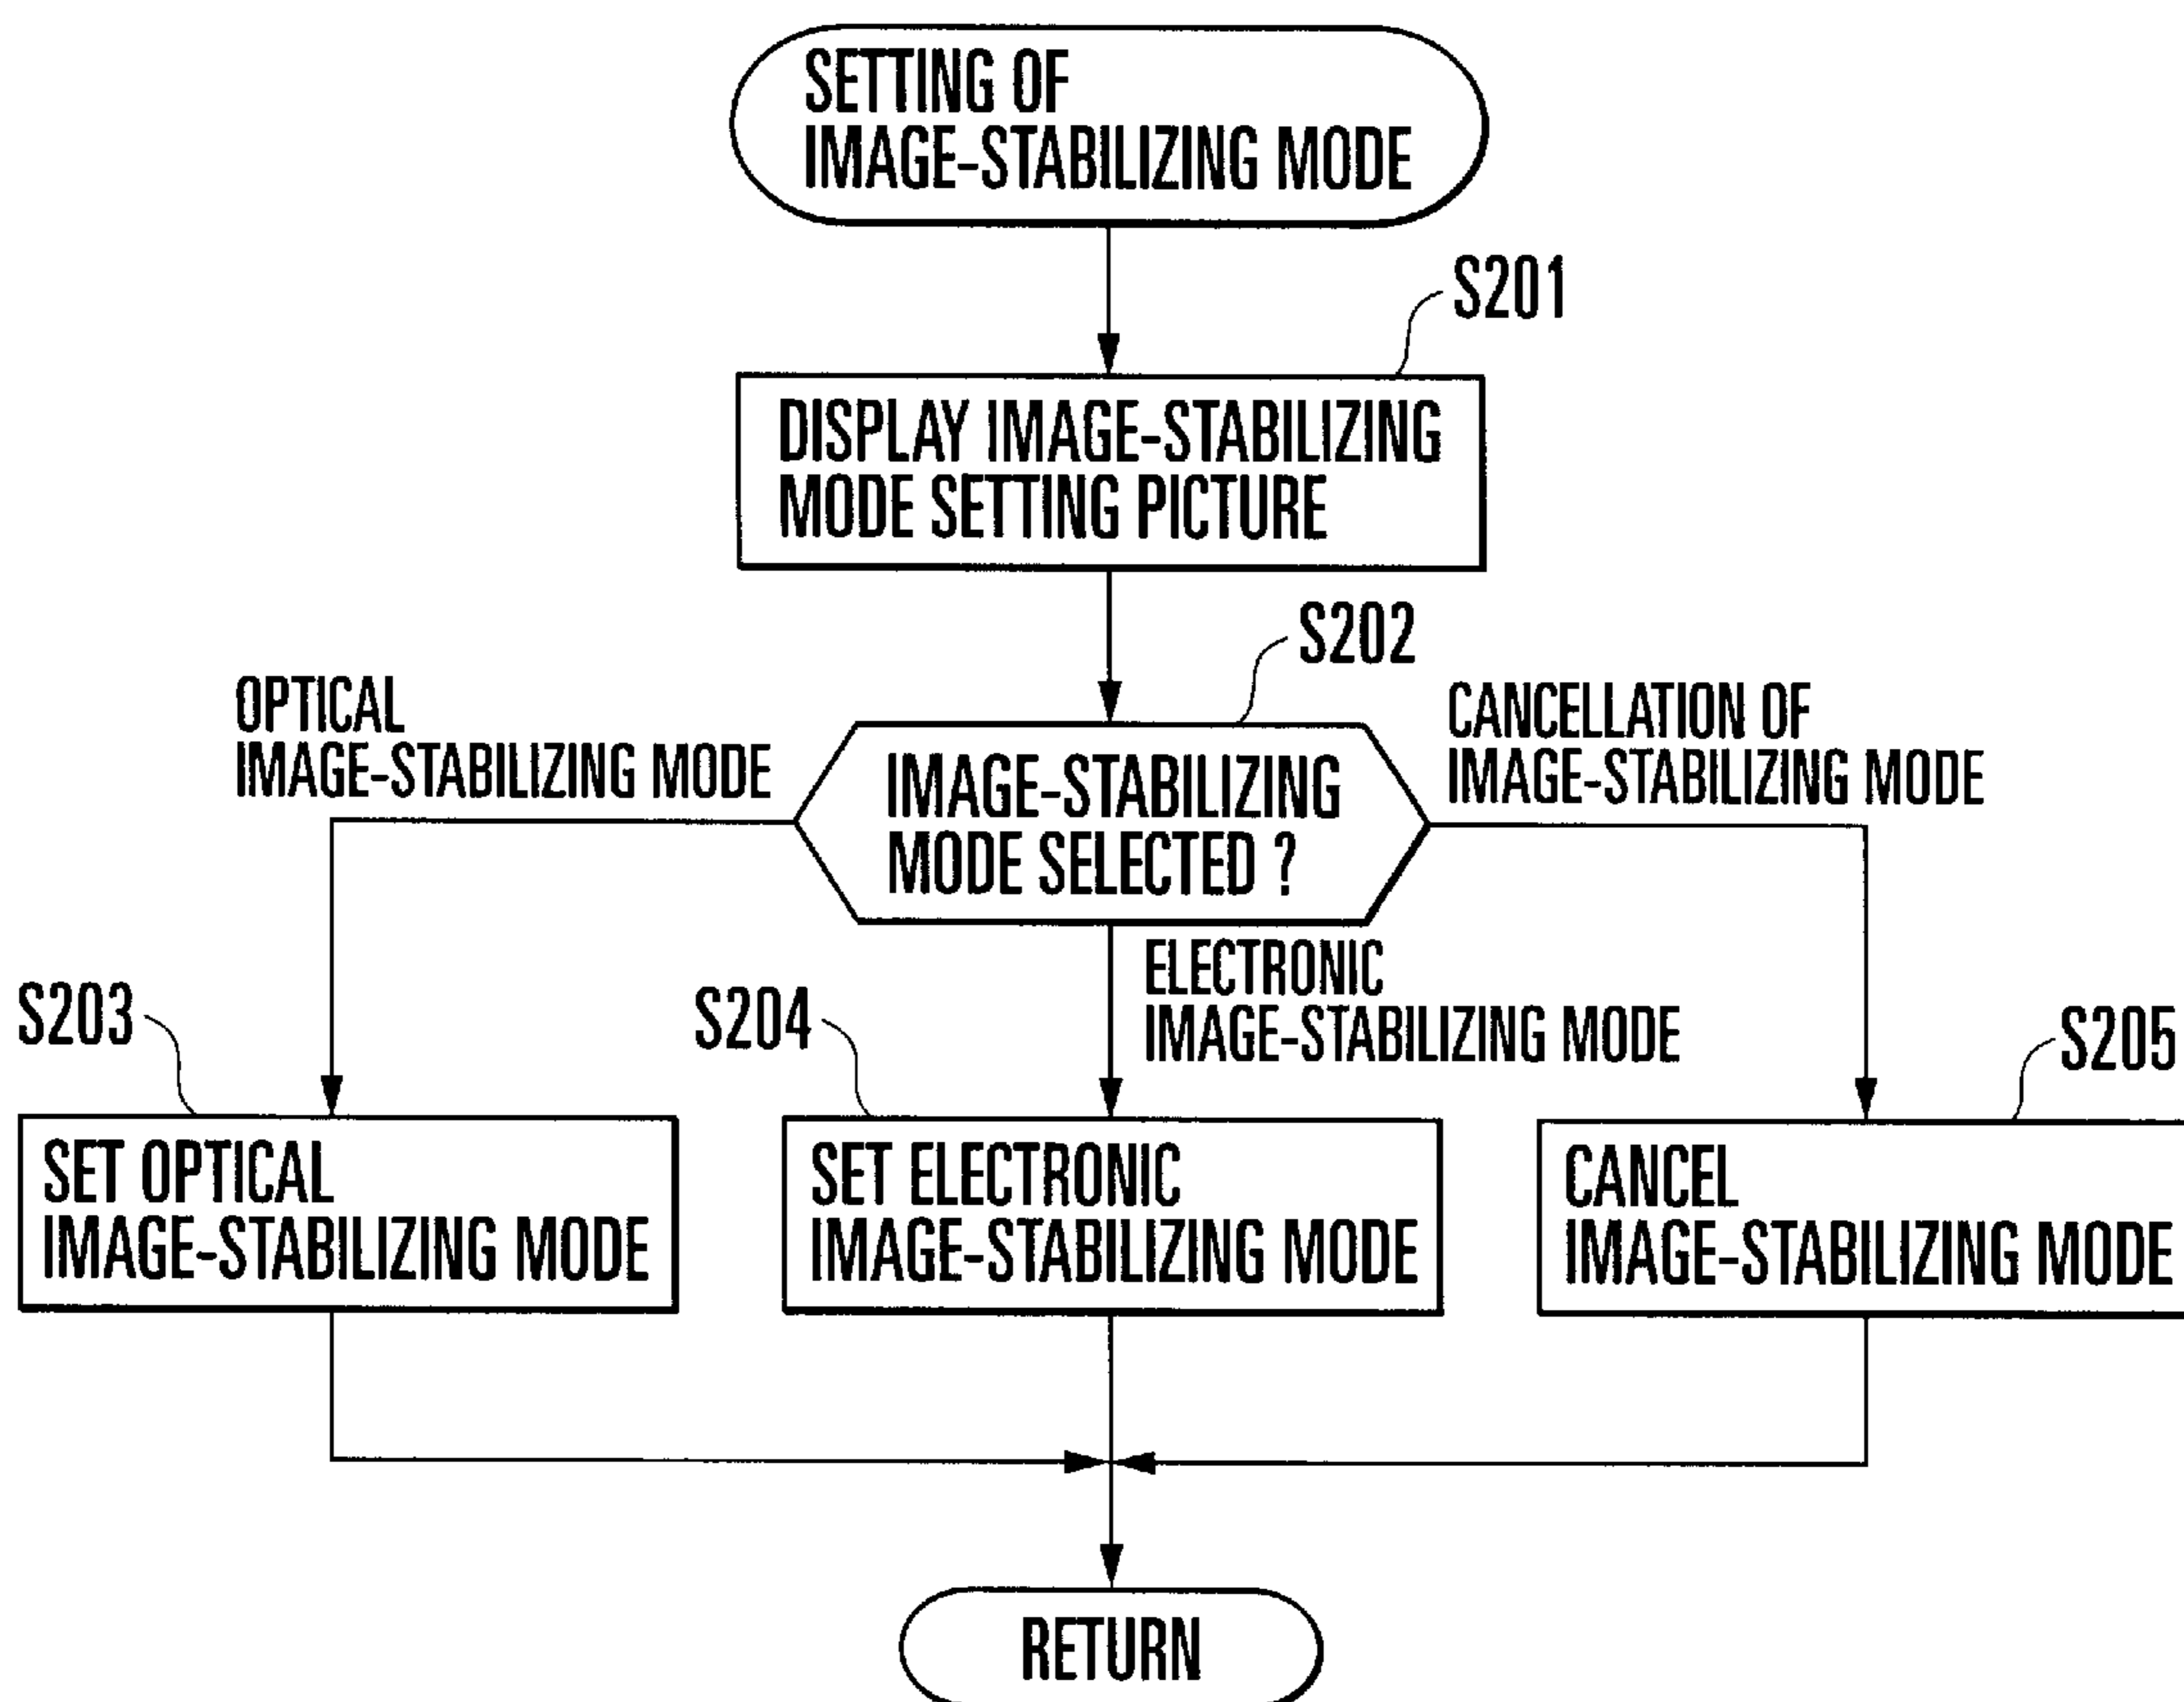 SETTING OF
IMAGE-STABILIZING MODE
S201
DISPLAY IMAGE-STABILIZING
MODE SETTING PICTURE
S202
OPTICAL
IMAGE-STABILIZING MODE
CANCELLATION OF
IMAGE-STABILIZING MODE
IMAGE-STABILIZING
MODE SELECTED ?
ELECTRONIC
IMAGE-STABILIZING MODE
S203
S204
S205
SET OPTICAL
IMAGE-STABILIZING MODE
SET ELECTRONIC
IMAGE-STABILIZING MODE
CANCEL
IMAGE-STABILIZING MODE
RETURN